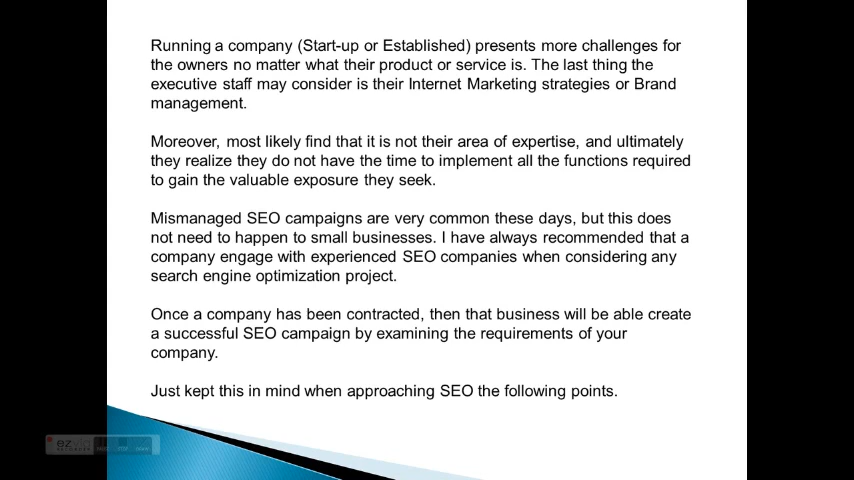 Running a company (Start-up or Established) presents more challenges for
the owners no matter what their product or service is. The last thing the
executive staff may consider is their Internet Marketing strategies or Brand
management.
Moreover, most likely find that it is not their area of expertise, and ultimately
they realize they do not have the time to implement all the functions required
to gain the valuable exposure they seek.
Mismanaged SEO campaigns are very common these days, but this does
not need to happen to small businesses. I have always recommended that a
company engage with experienced SEO companies when considering any
search engine optimization project.
Once a company has been contracted, then that business will be able create
a successful SEO campaign by examining the requirements of your
company.
Just kept this in mind when approaching SEO the following points.